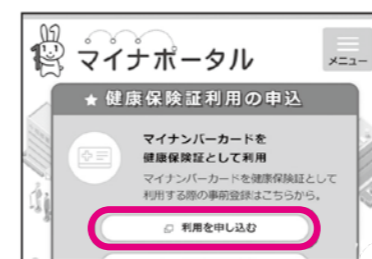 マイナポータル
メニュー
★ 健康保険証利用の申込
マイナンバーカードを
健康保険証として利用
マイナンバーカードを健康保険証として
利用する際の事前登録はこちらから。
利用を申し込む